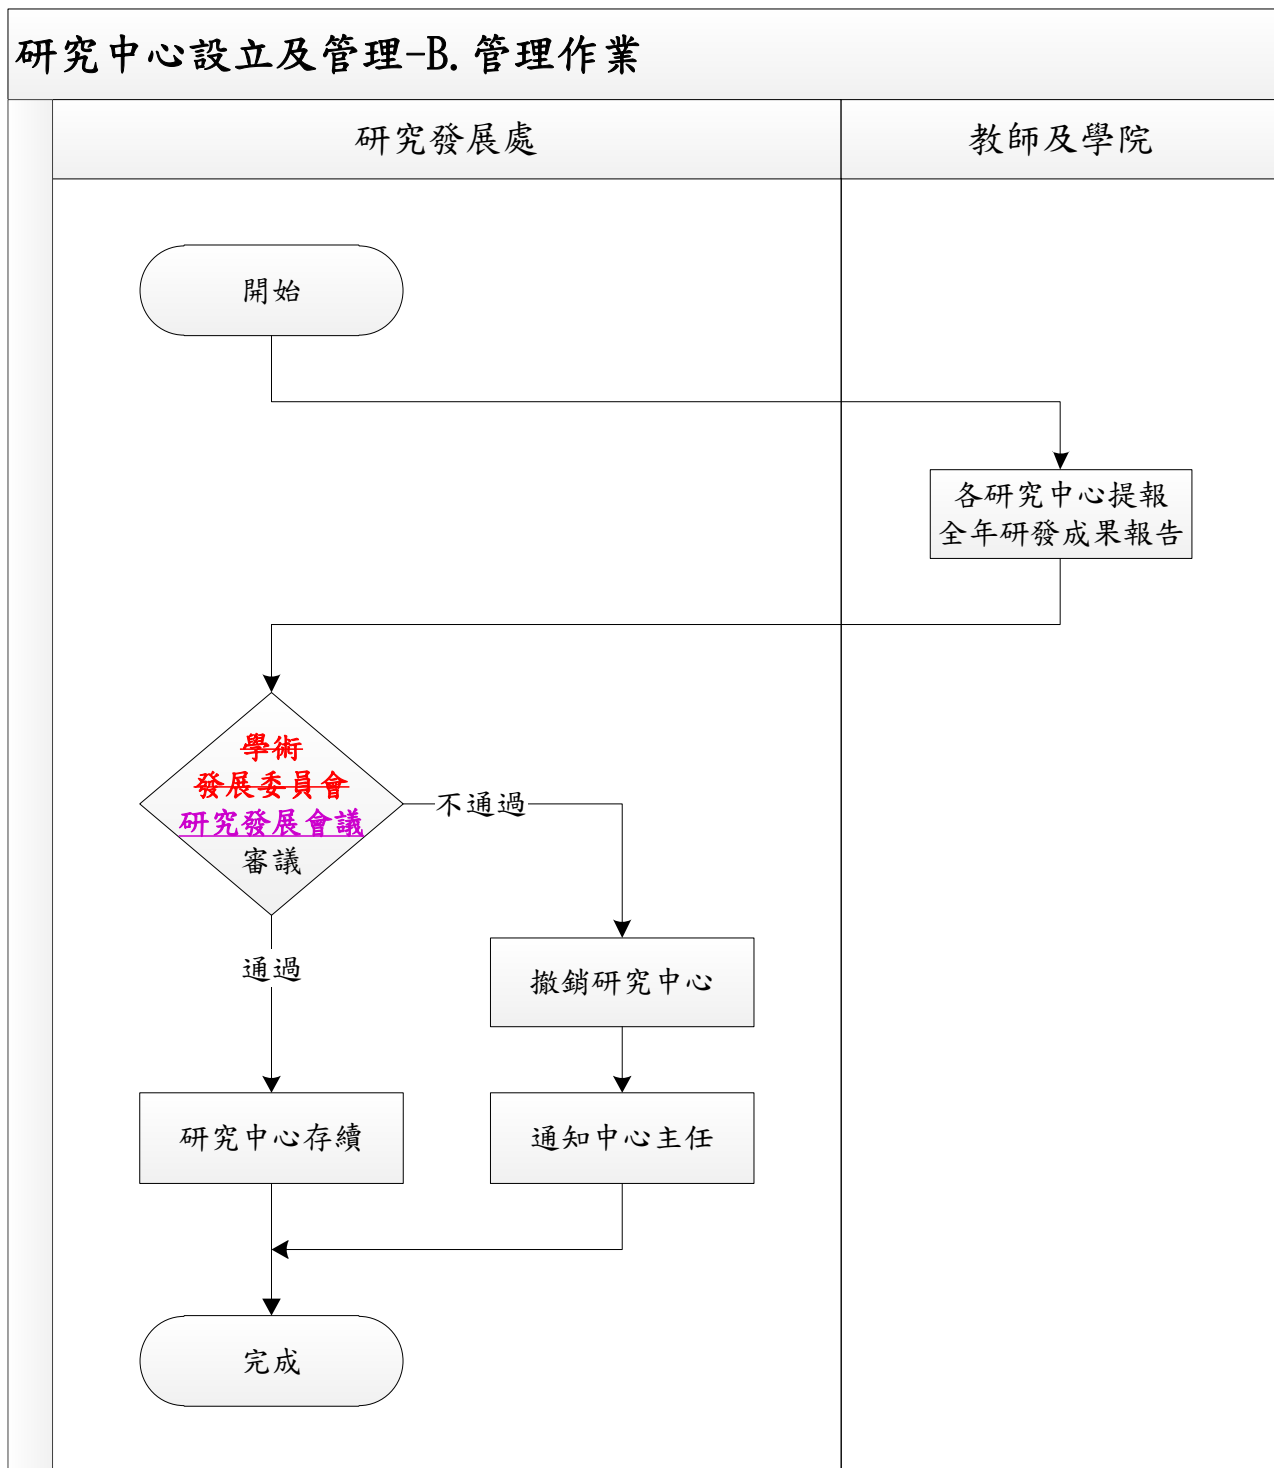 研究中心設立及管理-B.管理作業
研究發展處
教師及學院
開始
各研究中心提報
全年研發成果報告
學術
發展委員會
研究發展會議
審議
不通過
通過
撤銷研究中心
研究中心存續
通知中心主任
完成